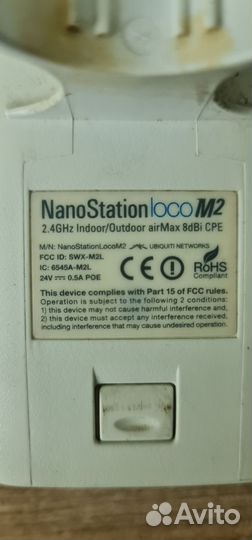 NanoStation loco M2
2.4GHz Indoor/Outdoor airMax 8dBi CPE
M/N: NanoStationLocoM2 UBIQUITI NETWORKS
FCC ID: SWX-M2L
IC: 6545A-M2L
24V 0.5A POE
CE
RoHS
Compliant
This device complies with Part 15 of FCC rules.
Operation is subject to the following 2 conditions:
1) this device may not cause harmful interference and,
2) this device must accept any interference received,
including interference that may cause undesired operation.
Avito